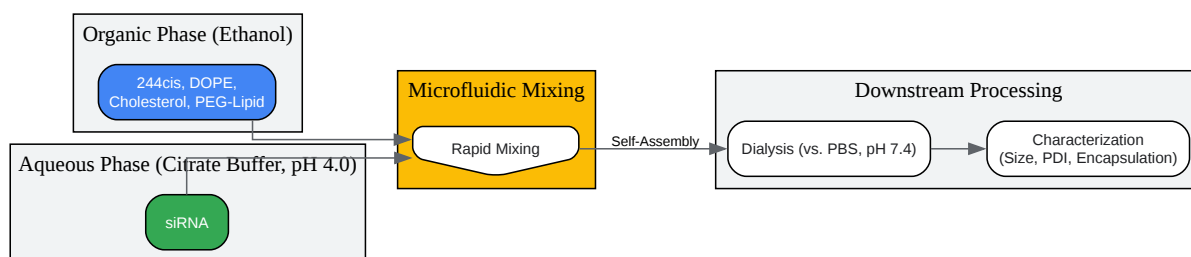 Organic Phase (Ethanol)
244cis, DOPE,
Cholesterol, PEG-Lipid
Aqueous Phase (Citrate Buffer, pH 4.0)
siRNA
Microfluidic Mixing
Rapid Mixing
Self-Assembly
Downstream Processing
Dialysis (vs. PBS, pH 7.4)
Characterization
(Size, PDI, Encapsulation)